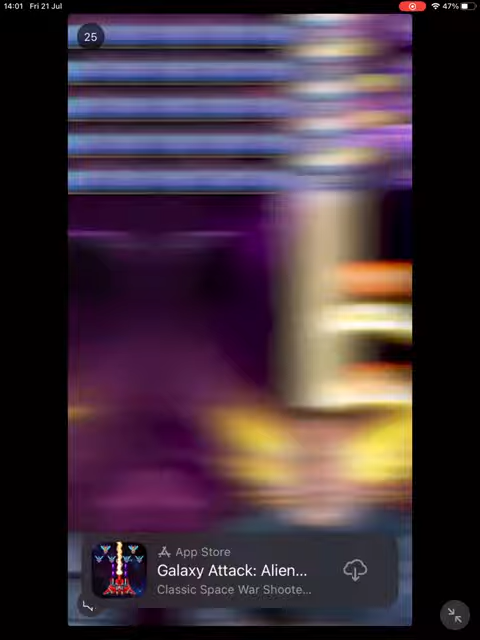 14:01 Fri 21 Jul 47%
25
App Store
Galaxy Attack: Alien...
Classic Space War Shoote...